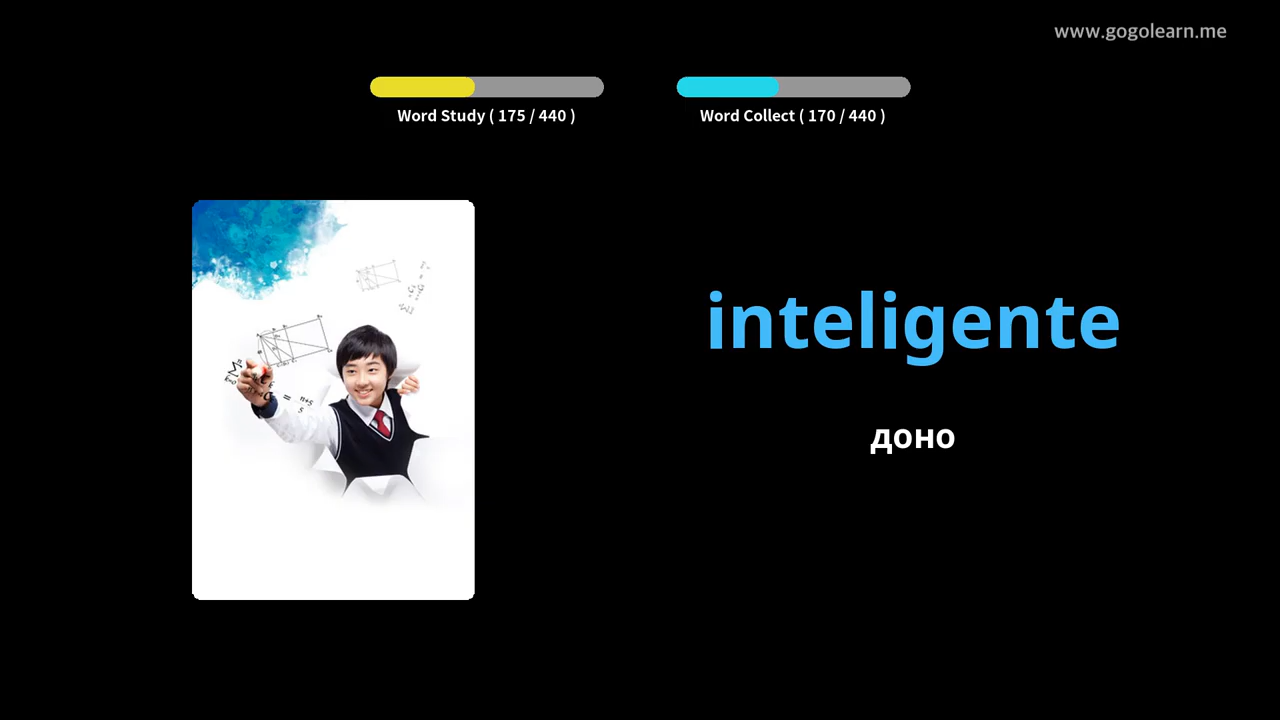 www.gogolearn.me
Word Study ( 175 / 440 )
Word Collect ( 170 / 440 )
inteligente
доно